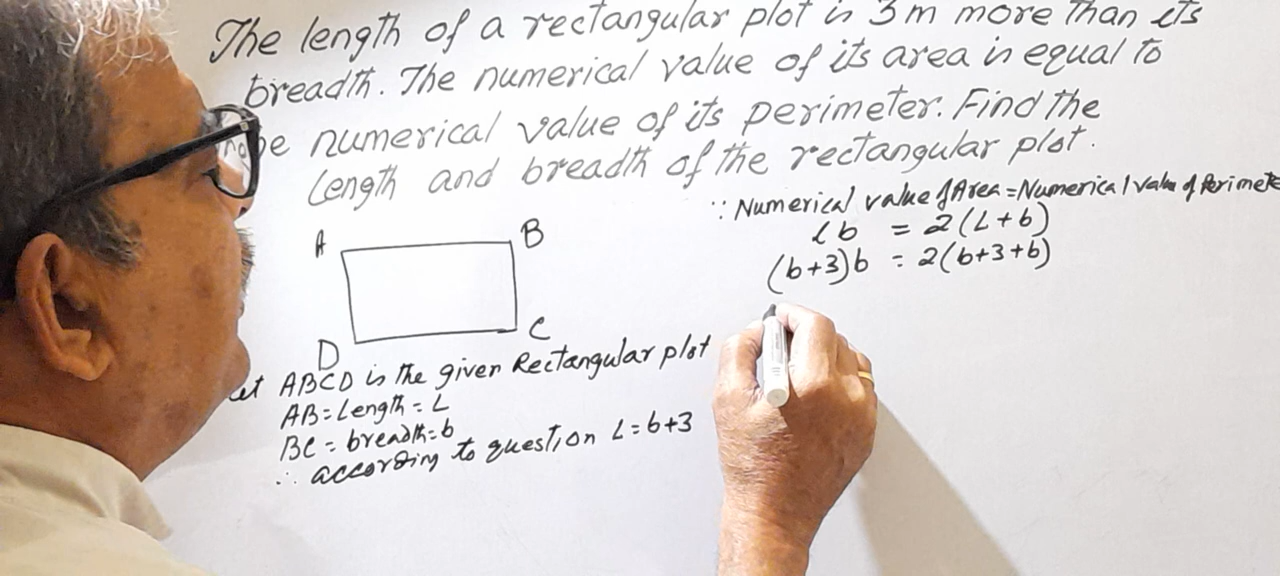 The length of a rectangular plot is 3m more than its
breadth. The numerical value of its area is equal to
numerical value of its perimeter. Find the
length and breadth of the rectangular plot.
∵ Numerical value of Area = Numerical value of Perimete
lb = 2(L+b)
(b+3)b = 2(b+3+b)
A
B
D
C
et ABCD is the given Rectangular plot
AB = Length = L
BC = breadth = b
∴ according to question L = b+3